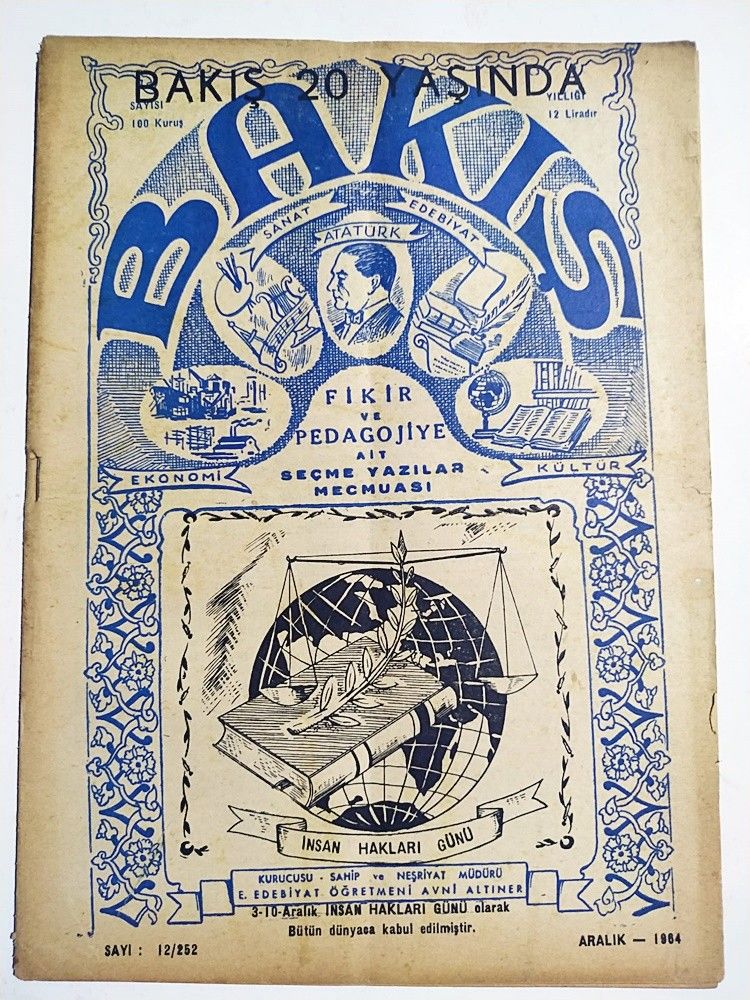 BAKIŞ 20 YAŞINDA
SAYISI
100 Kuruş
YILLIĞI
12 Liradır
BAKIŞ
SANAT
ATATÜRK
EDEBİYAT
FİKİR
VE
PEDAGOJİYE
AİT
SEÇME YAZILAR
MECMUASI
EKONOMİ
KÜLTÜR
İNSAN HAKLARI GÜNÜ
KURUCUSU - SAHİP ve NEŞRİYAT MÜDÜRÜ
E. EDEBİYAT ÖĞRETMENİ AVNİ ALTINER
3-10-Aralık İNSAN HAKLARI GÜNÜ olarak
Bütün dünyaca kabul edilmiştir.
SAYI : 12/252
ARALIK — 1964